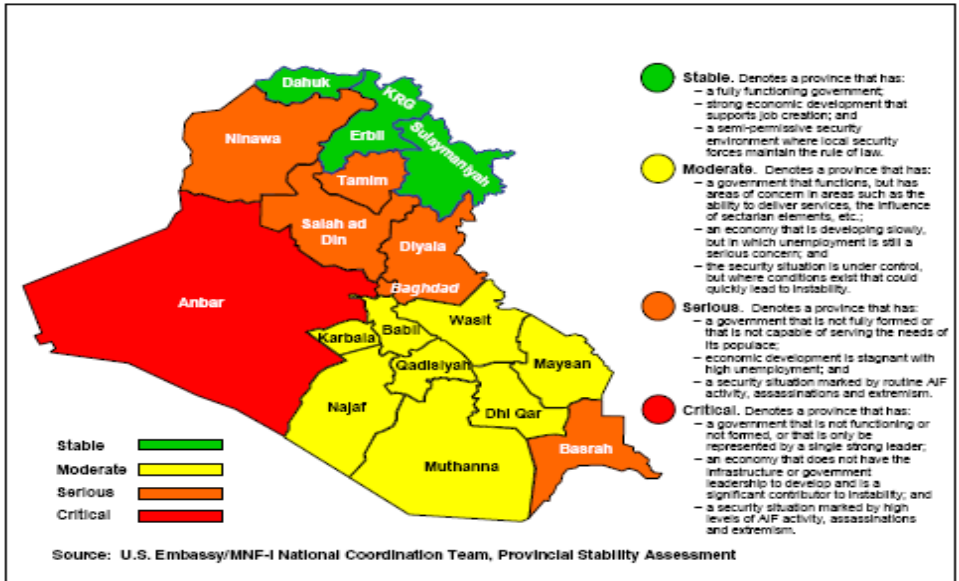 Dahuk
KRG
Ninawa
Erbil
Sulaymaniyah
Tamim
Salah ad
Din
Diyala
Baghdad
Anbar
Wasit
Babil
Karbala
Qadisiyah
Maysan
Najaf
Dhi Qar
Basrah
Muthanna
Stable
Moderate
Serious
Critical
Stable. Denotes a province that has:
– a fully functioning government;
– strong economic development that
supports job creation; and
– a semi-permissive security
environment where local security
forces maintain the rule of law.
Moderate. Denotes a province that has:
– a government that functions, but has
areas of concern in areas such as the
ability to deliver services, the influence
of sectarian elements, etc.;
– an economy that is developing slowly,
but in which unemployment is still a
serious concern; and
– the security situation is under control,
but where conditions exist that could
quickly lead to instability.
Serious. Denotes a province that has:
– a government that is not fully formed or
that is not capable of serving the needs of
its populace;
– economic development is stagnant with
high unemployment; and
– a security situation marked by routine AIF
activity, assassinations and extremism.
Critical. Denotes a province that has:
– a government that is not functioning or
not formed, or that is only be
represented by a single strong leader;
– an economy that does not have the
infrastructure or government
leadership to develop and is a
significant contributor to instability; and
– a security situation marked by high
levels of AIF activity, assassinations
and extremism.
Source: U.S. Embassy/MNF-I National Coordination Team, Provincial Stability Assessment